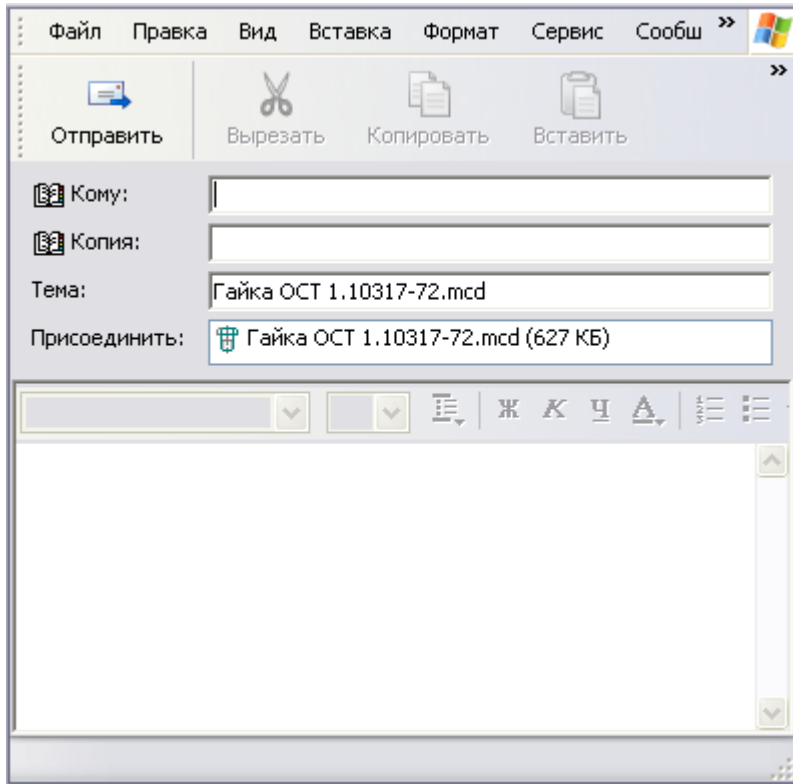 Файл Правка Вид Вставка Формат Сервис Сообщ »
Отправить Вырезать Копировать Вставить »
Кому:
Копия:
Тема: Гайка ОСТ 1.10317-72.mcd
Присоединить: Гайка ОСТ 1.10317-72.mcd (627 КБ)
Ж К Ч А